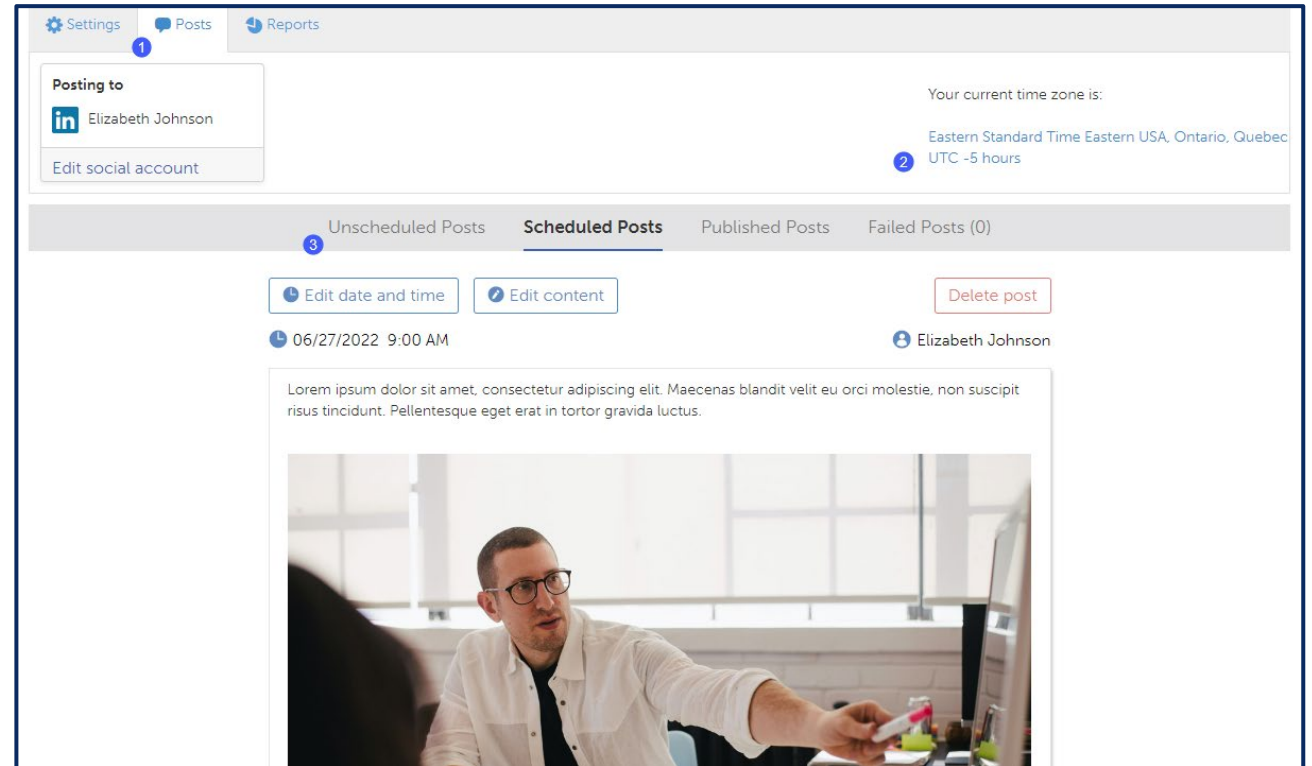 Settings
Posts
Reports
1
Posting to
in Elizabeth Johnson
Edit social account
Your current time zone is:
Eastern Standard Time Eastern USA, Ontario, Quebec
2 UTC -5 hours
Unscheduled Posts
Scheduled Posts
Published Posts
Failed Posts (0)
3
Edit date and time
Edit content
Delete post
06/27/2022 9:00 AM
Elizabeth Johnson
Lorem ipsum dolor sit amet, consectetur adipiscing elit. Maecenas blandit velit eu orci molestie, non suscipit
risus tincidunt. Pellentesque eget erat in tortor gravida luctus.